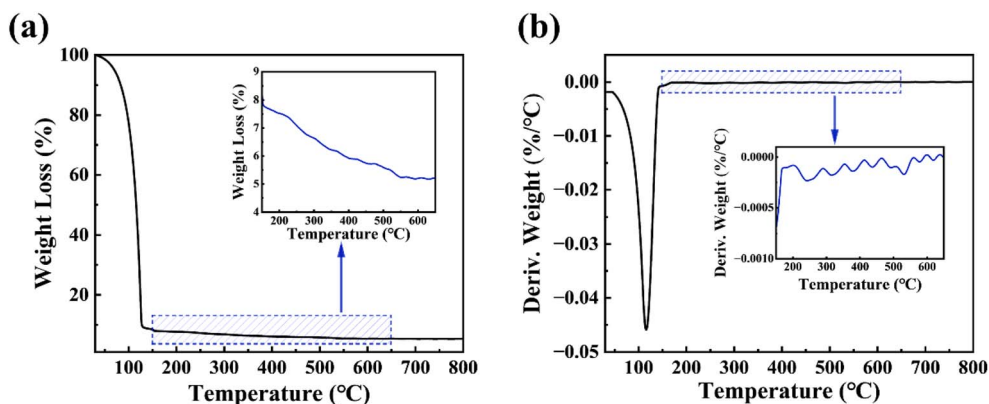 (a)
100
80
60
40
20
Weight Loss (%)
100 200 300 400 500 600 700 800
Temperature (℃)
9
8
7
6
5
4
Weight Loss (%)
200 300 400 500 600
Temperature (℃)
(b)
0.00
−0.01
−0.02
−0.03
−0.04
−0.05
Deriv. Weight (%/℃)
100 200 300 400 500 600 700 800
Temperature (℃)
0.0000
−0.0005
−0.0010
Deriv. Weight (%/℃)
200 300 400 500 600
Temperature (℃)